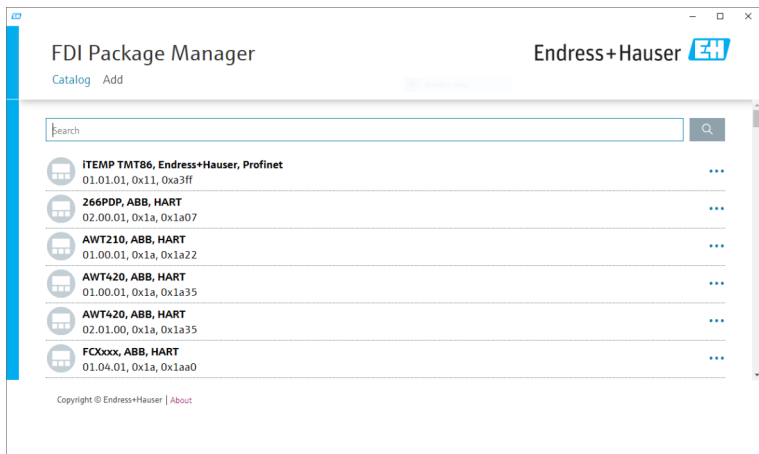 EH
FDI Package Manager
Endress+Hauser EH
Catalog Add
Search
iTEMP TMT86, Endress+Hauser, Profinet
01.01.01, 0x11, 0xa3ff
266PDP, ABB, HART
02.00.01, 0x1a, 0x1a07
AWT210, ABB, HART
01.00.01, 0x1a, 0x1a22
AWT420, ABB, HART
01.00.01, 0x1a, 0x1a35
AWT420, ABB, HART
02.01.00, 0x1a, 0x1a35
FCXxxx, ABB, HART
01.04.01, 0x1a, 0x1aa0
Copyright © Endress+Hauser | About